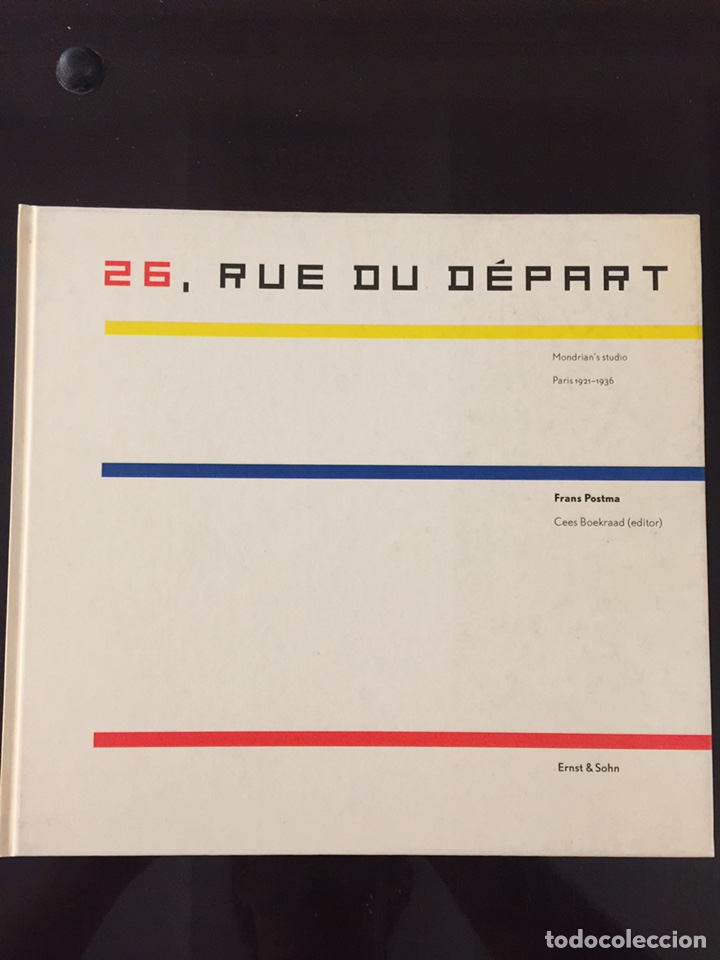 26, RUE DU DÉPART
Mondrian's studio
Paris 1921–1936
Frans Postma
Cees Boekraad (editor)
Ernst & Sohn
todocoleccion